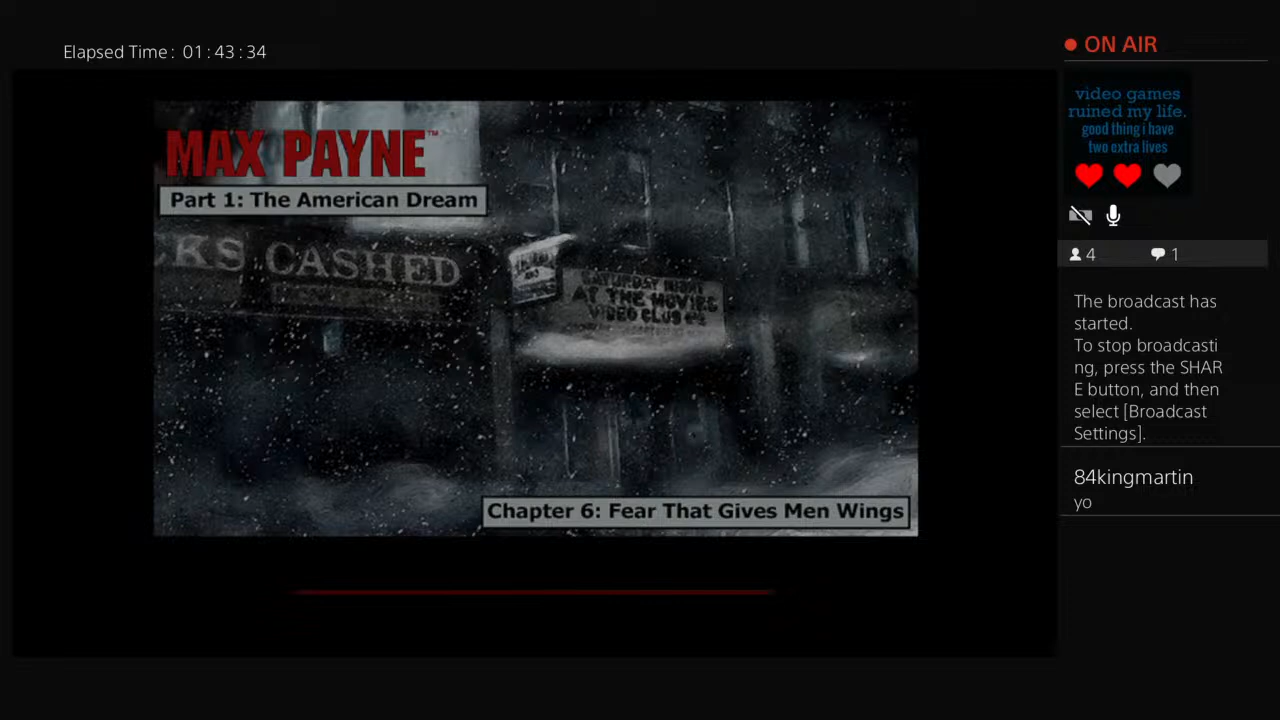 Elapsed Time: 01:43:34
ON AIR
video games
ruined my life.
good thing i have
two extra lives
MAX PAYNE™
Part 1: The American Dream
CKS CASHED
SATURDAY NIGHT
AT THE MOVIES
VIDEO CLUB
Chapter 6: Fear That Gives Men Wings
4
1
The broadcast has
started.
To stop broadcasti
ng, press the SHAR
E button, and then
select [Broadcast
Settings].
84kingmartin
yo